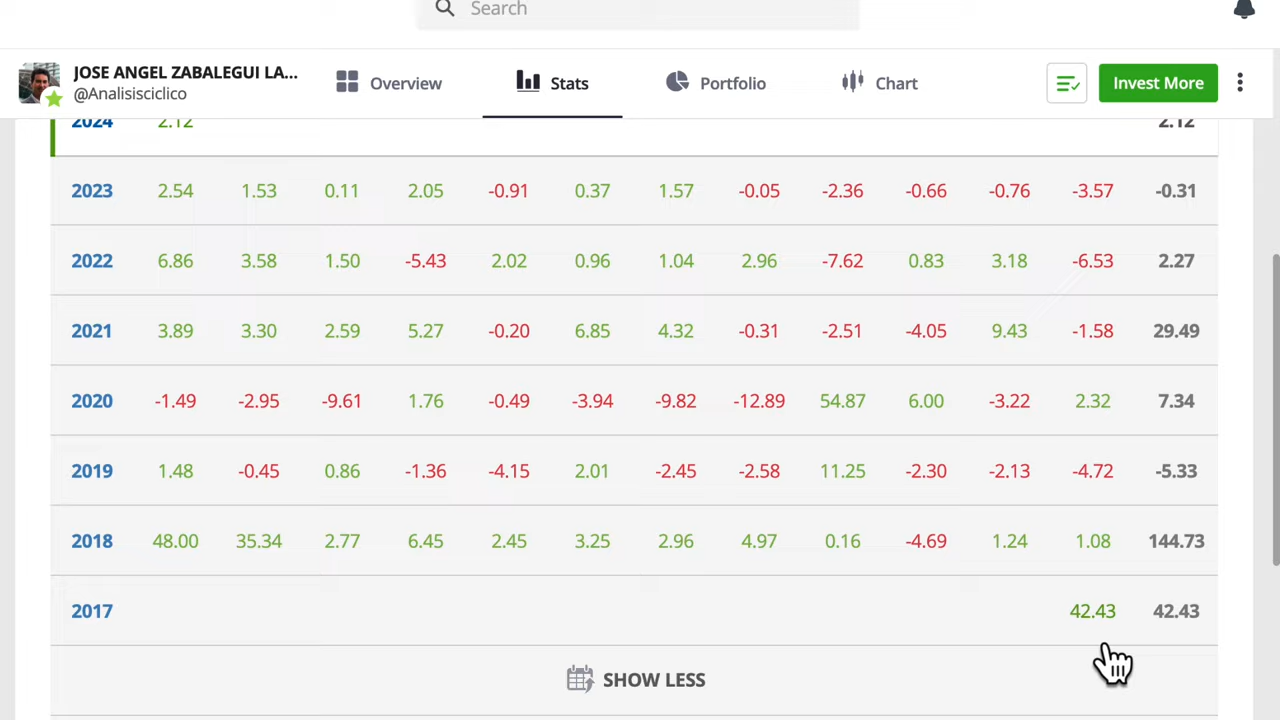 Search
JOSE ANGEL ZABALEGUI LA...
@Analisisciclico
Overview
Stats
Portfolio
Chart
Invest More
2024 2.12 2.12
2023 2.54 1.53 0.11 2.05 -0.91 0.37 1.57 -0.05 -2.36 -0.66 -0.76 -3.57 -0.31
2022 6.86 3.58 1.50 -5.43 2.02 0.96 1.04 2.96 -7.62 0.83 3.18 -6.53 2.27
2021 3.89 3.30 2.59 5.27 -0.20 6.85 4.32 -0.31 -2.51 -4.05 9.43 -1.58 29.49
2020 -1.49 -2.95 -9.61 1.76 -0.49 -3.94 -9.82 -12.89 54.87 6.00 -3.22 2.32 7.34
2019 1.48 -0.45 0.86 -1.36 -4.15 2.01 -2.45 -2.58 11.25 -2.30 -2.13 -4.72 -5.33
2018 48.00 35.34 2.77 6.45 2.45 3.25 2.96 4.97 0.16 -4.69 1.24 1.08 144.73
2017 42.43 42.43
SHOW LESS